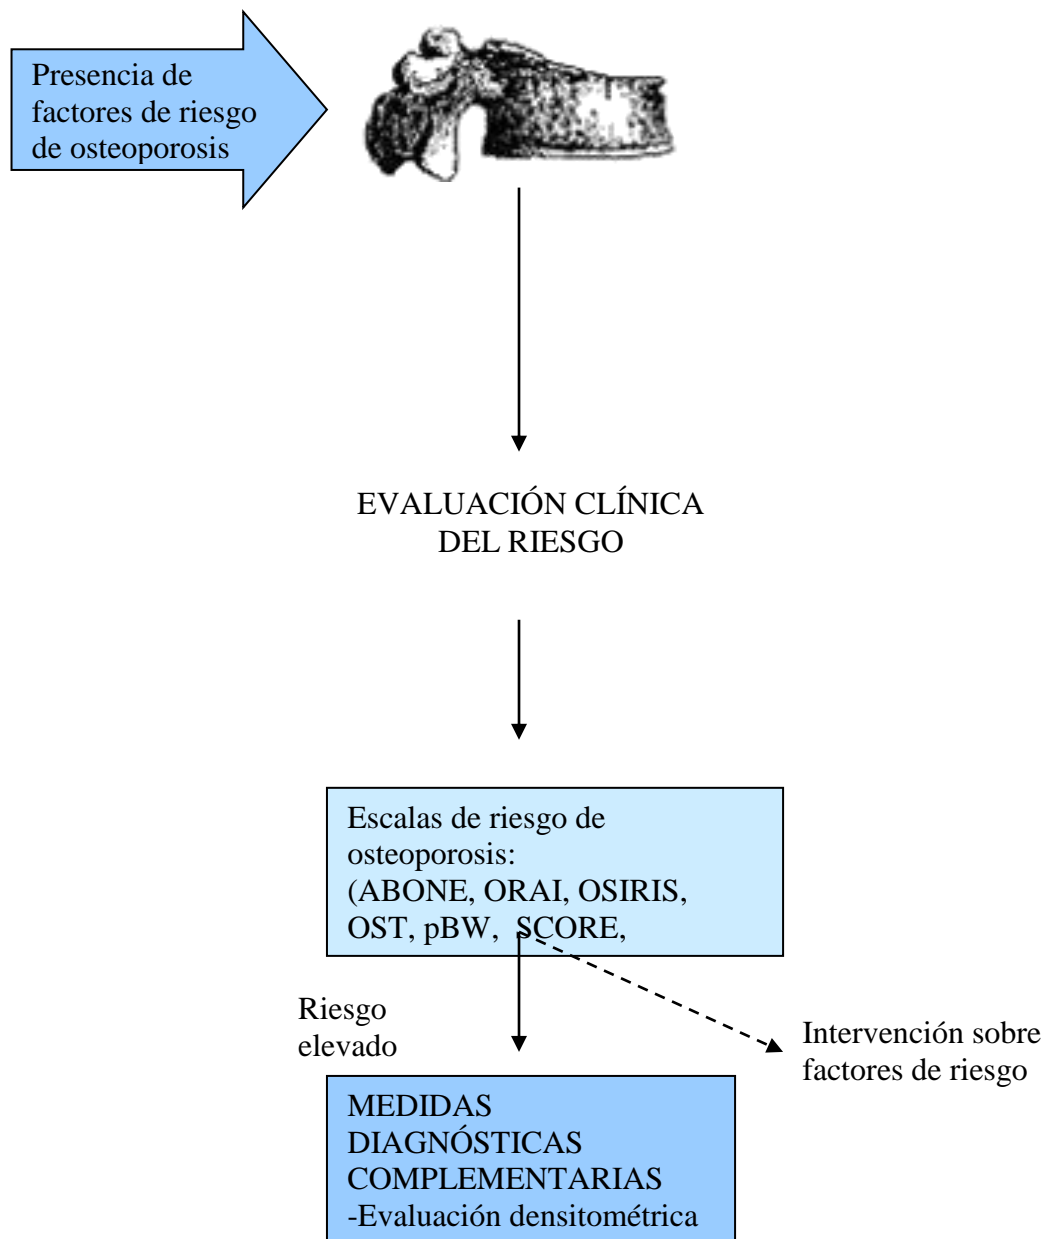 Presencia de
factores de riesgo
de osteoporosis
EVALUACIÓN CLÍNICA
DEL RIESGO
Escalas de riesgo de
osteoporosis:
(ABONE, ORAI, OSIRIS,
OST, pBW, SCORE,
Riesgo
elevado
Intervención sobre
factores de riesgo
MEDIDAS
DIAGNÓSTICAS
COMPLEMENTARIAS
-Evaluación densitométrica